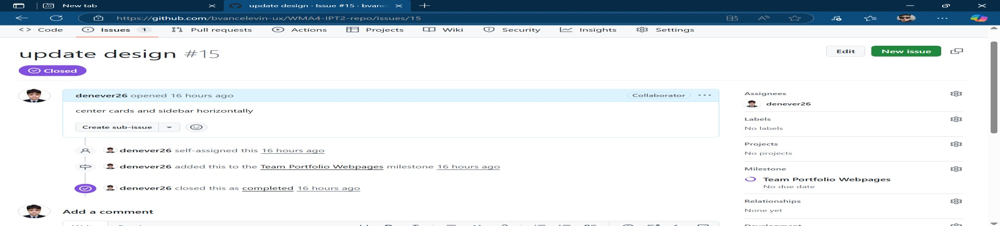 New tab
update design · Issue #15 · bvanc
https://github.com/bvancelevin-ux/WMA4-IPT2-repo/issues/15
Code Issues 1 Pull requests Actions Projects Wiki Security Insights Settings
update design #15
Edit New issue
Closed
denever26 opened 16 hours ago Collaborator
center cards and sidebar horizontally
Create sub-issue
denever26 self-assigned this 16 hours ago
denever26 added this to the Team Portfolio Webpages milestone 16 hours ago
denever26 closed this as completed 16 hours ago
Add a comment
Assignees
denever26
Labels
No labels
Projects
No projects
Milestone
Team Portfolio Webpages
No due date
Relationships
None yet